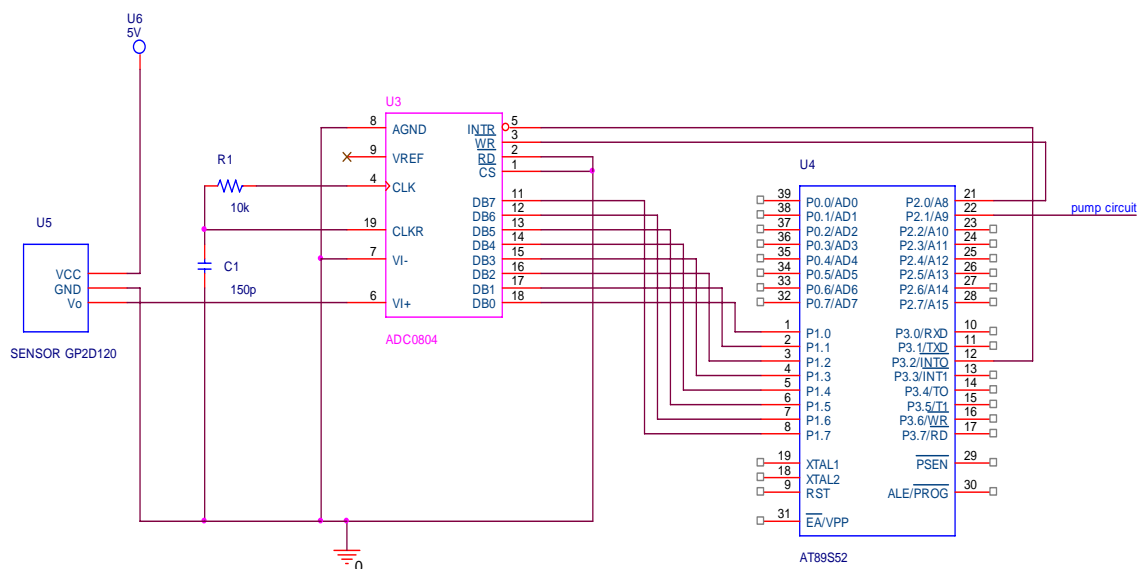 U6
5V
U5
VCC
GND
Vo
SENSOR GP2D120
R1
10k
C1
150p
U3
8 AGND
9 VREF
4 CLK
19 CLKR
7 VI-
6 VI+
INTR 5
WR 3
RD 2
CS 1
DB7 11
DB6 12
DB5 13
DB4 14
DB3 15
DB2 16
DB1 17
DB0 18
ADC0804
U4
39 P0.0/AD0
38 P0.1/AD1
37 P0.2/AD2
36 P0.3/AD3
35 P0.4/AD4
34 P0.5/AD5
33 P0.6/AD6
32 P0.7/AD7
1 P1.0
2 P1.1
3 P1.2
4 P1.3
5 P1.4
6 P1.5
7 P1.6
8 P1.7
19 XTAL1
18 XTAL2
9 RST
31 EA/VPP
P2.0/A8 21
P2.1/A9 22
P2.2/A10 23
P2.3/A11 24
P2.4/A12 25
P2.5/A13 26
P2.6/A14 27
P2.7/A15 28
P3.0/RXD 10
P3.1/TXD 11
P3.2/INTO 12
P3.3/INT1 13
P3.4/TO 14
P3.5/T1 15
P3.6/WR 16
P3.7/RD 17
PSEN 29
ALE/PROG 30
AT89S52
pump circuit
0